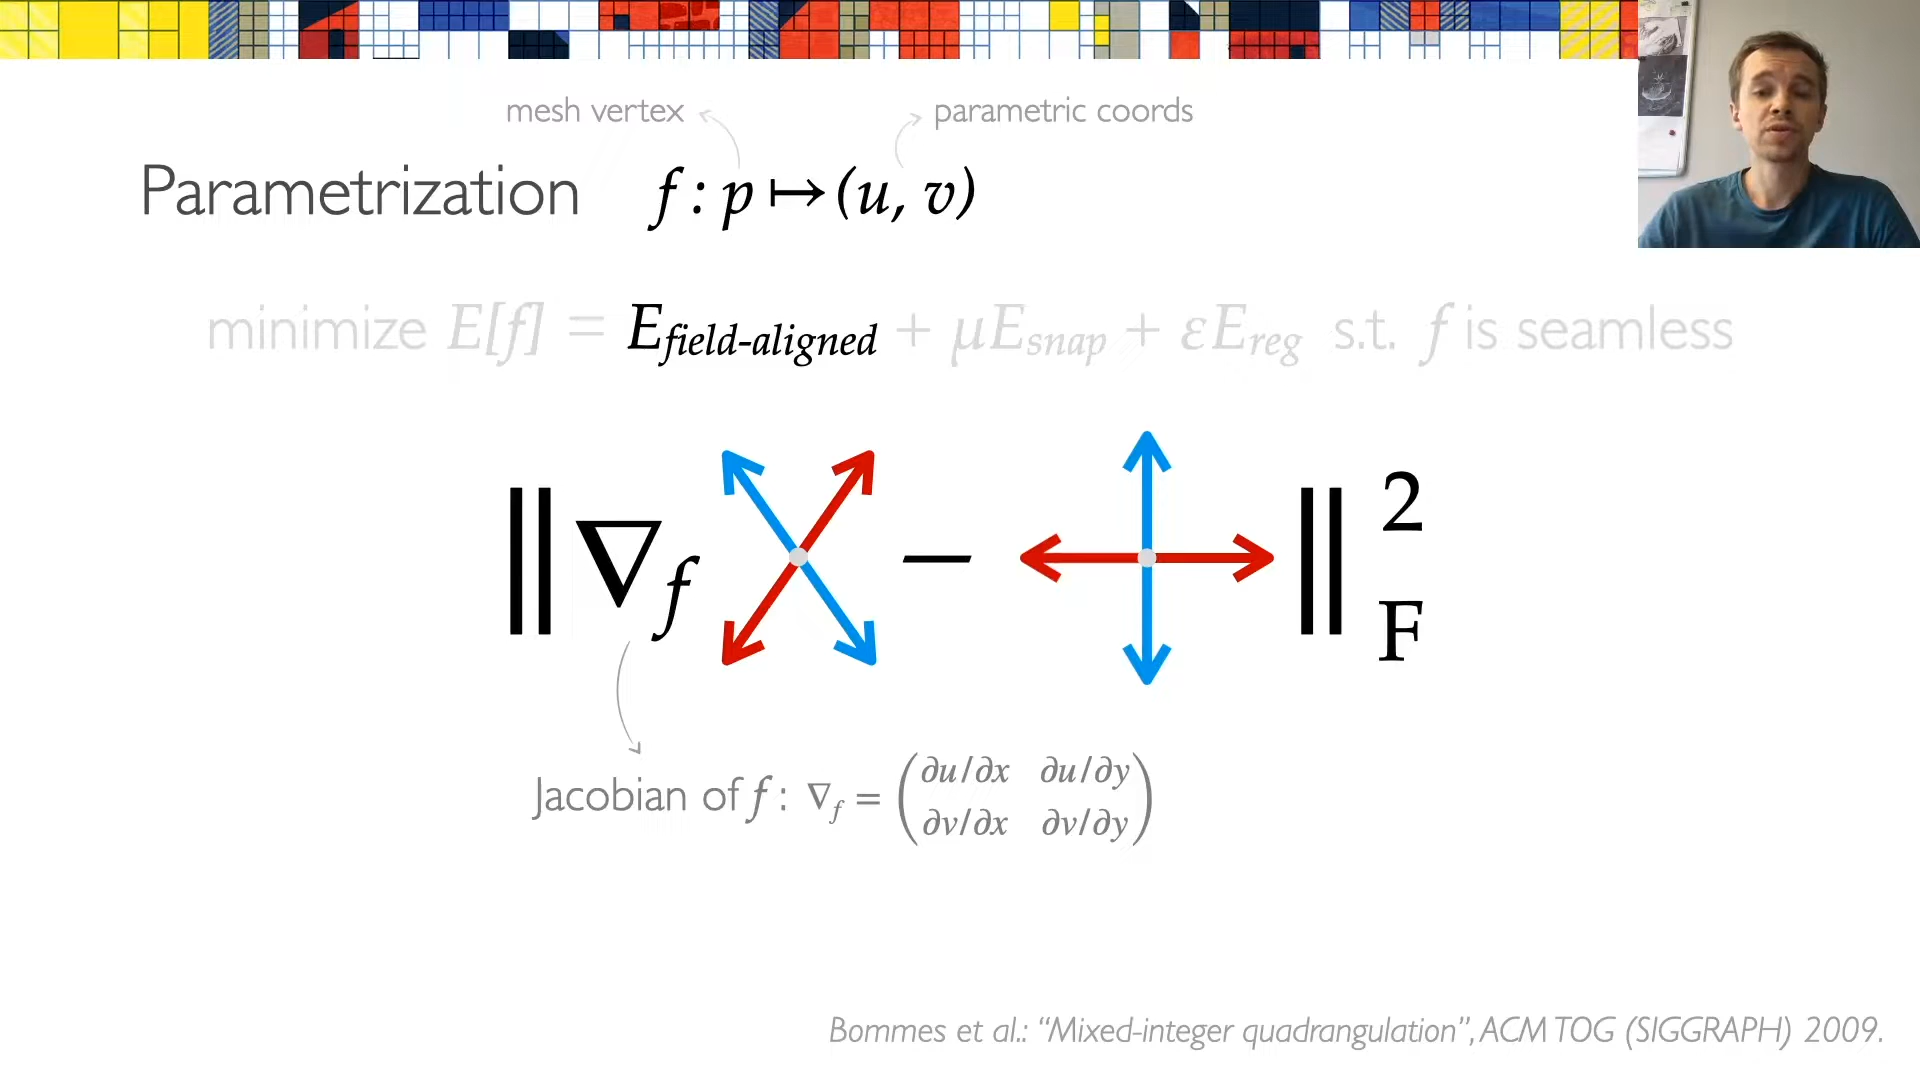 mesh vertex parametric coords
Parametrization f : p ↦ (u, v)
minimize E[f] = E_field-aligned + μE_snap + εE_reg s.t. f is seamless
‖∇_f − ‖ 2 F
Jacobian of f : ∇_f = (∂u/∂x ∂u/∂y
∂v/∂x ∂v/∂y)
Bommes et al.: “Mixed-integer quadrangulation”, ACM TOG (SIGGRAPH) 2009.